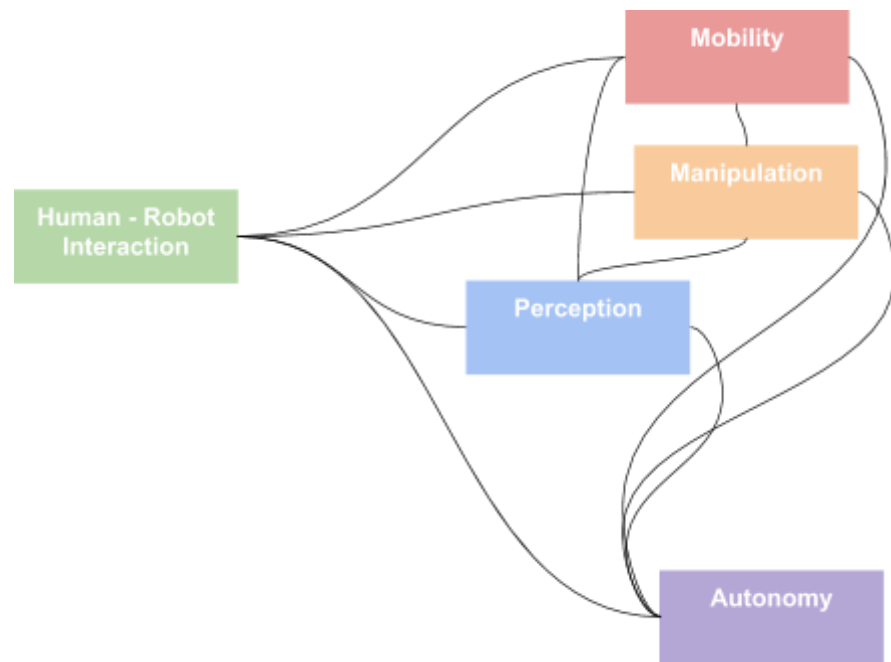 Mobility
Manipulation
Human - Robot
Interaction
Perception
Autonomy